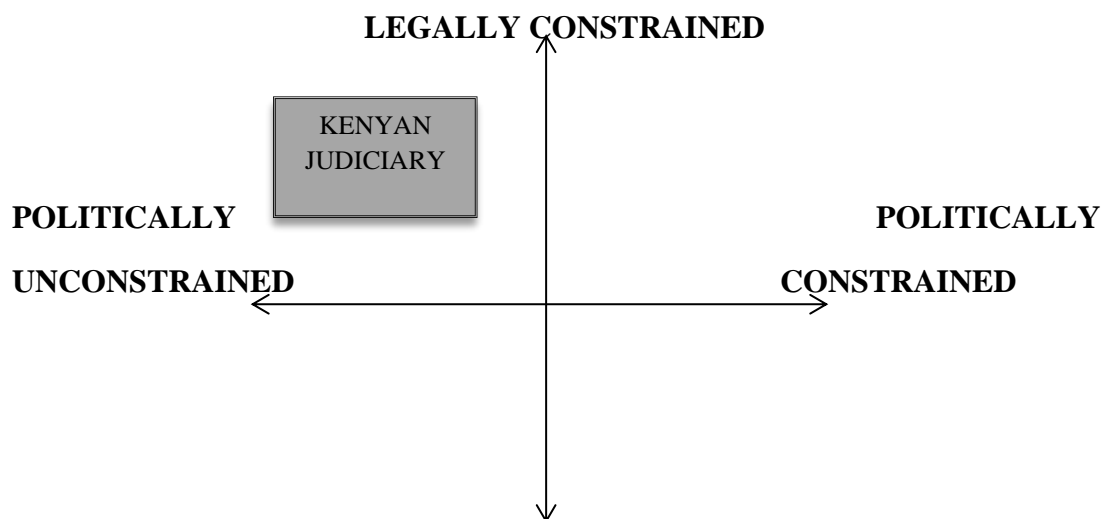 LEGALLY CONSTRAINED
KENYAN
JUDICIARY
POLITICALLY
UNCONSTRAINED
POLITICALLY
CONSTRAINED